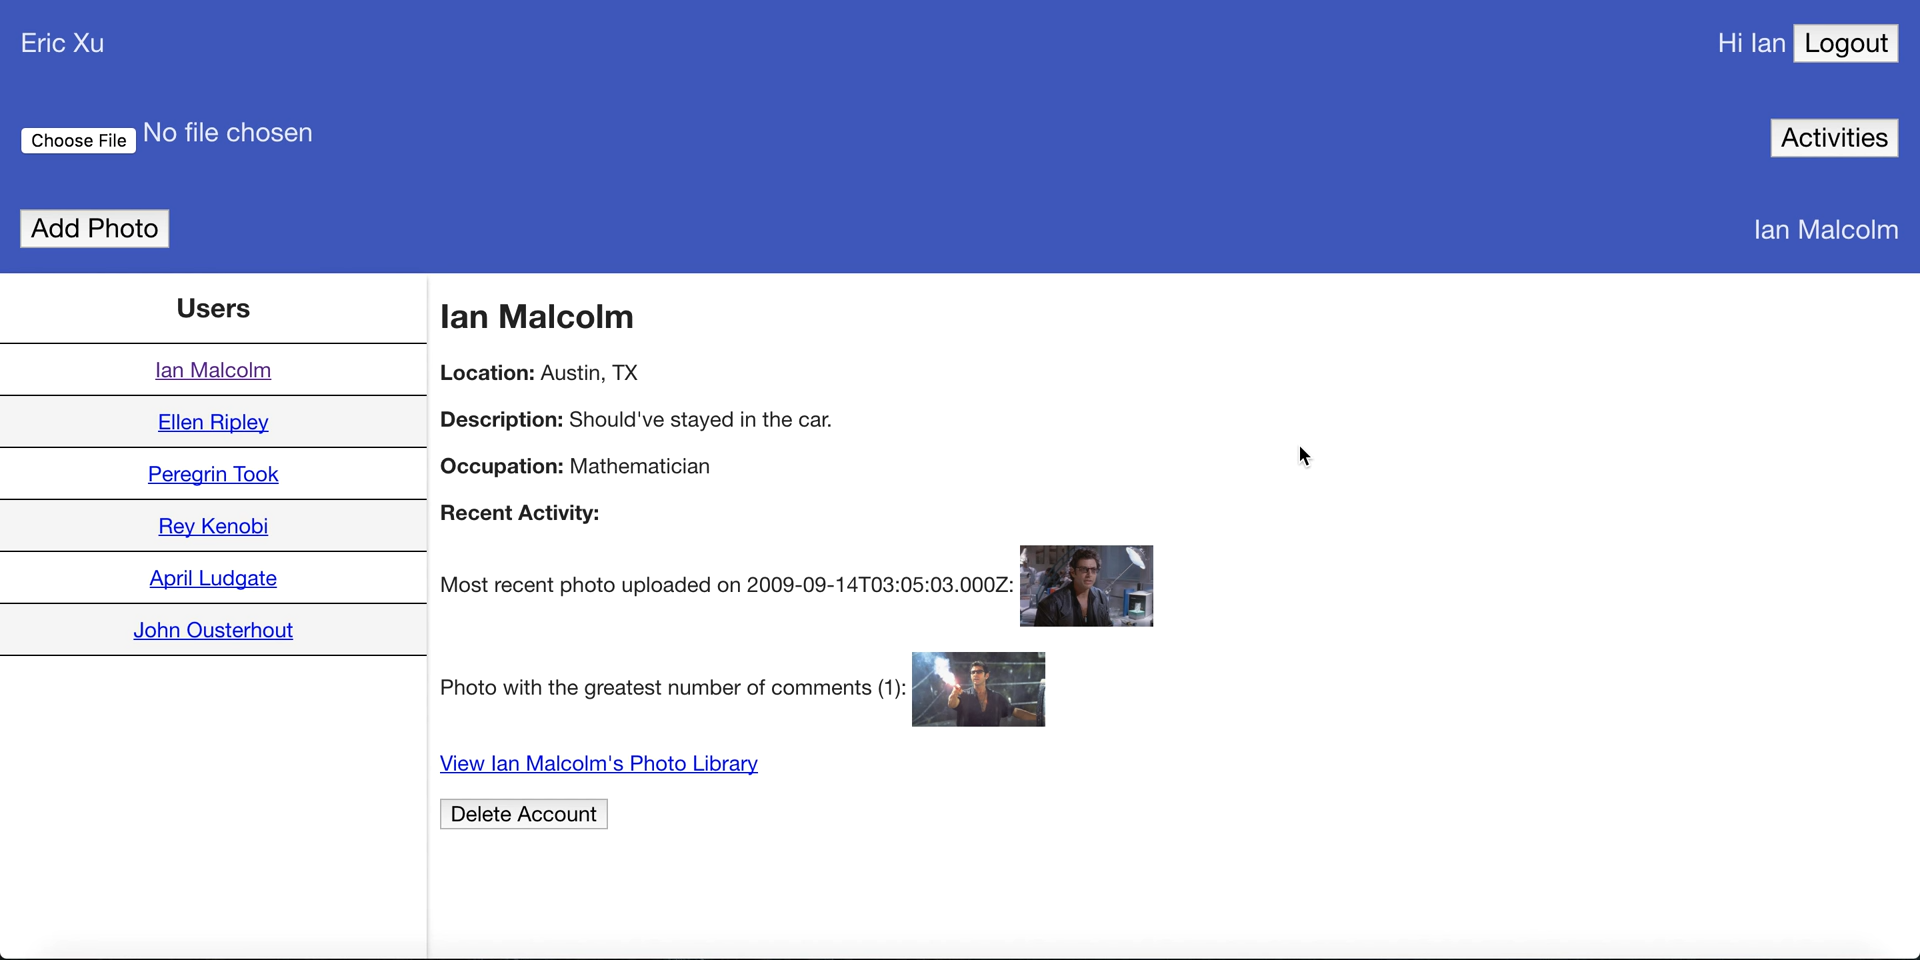 Eric Xu
Hi Ian Logout
Choose File No file chosen
Activities
Add Photo
Ian Malcolm
Users
Ian Malcolm
Ellen Ripley
Peregrin Took
Rey Kenobi
April Ludgate
John Ousterhout
Ian Malcolm
Location: Austin, TX
Description: Should've stayed in the car.
Occupation: Mathematician
Recent Activity:
Most recent photo uploaded on 2009-09-14T03:05:03.000Z:
Photo with the greatest number of comments (1):
View Ian Malcolm's Photo Library
Delete Account